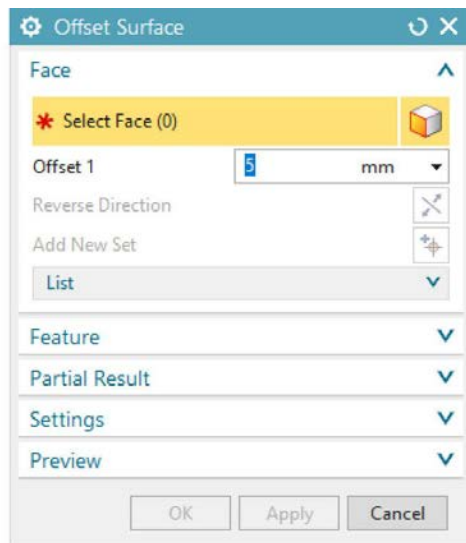 Offset Surface
Face
* Select Face (0)
Offset 1 5 mm
Reverse Direction
Add New Set
List
Feature
Partial Result
Settings
Preview
OK Apply Cancel